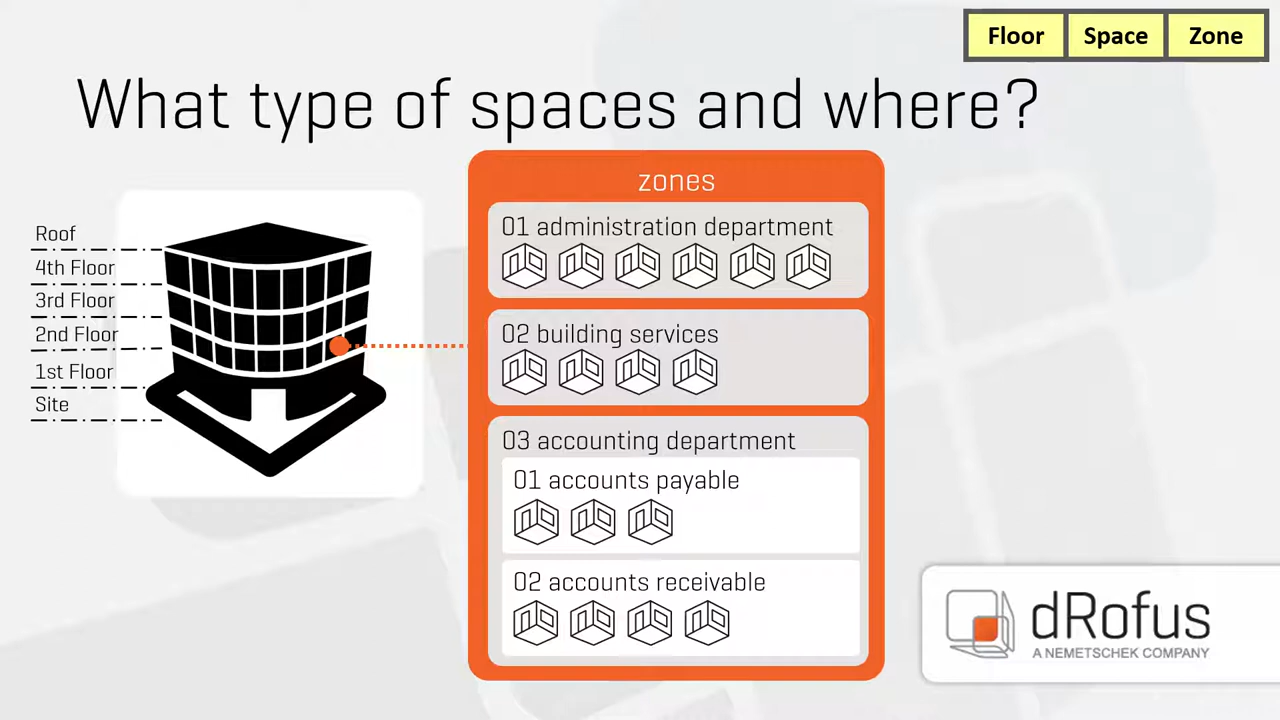 Floor Space Zone
What type of spaces and where?
zones
Roof
4th Floor
3rd Floor
2nd Floor
1st Floor
Site
01 administration department
02 building services
03 accounting department
01 accounts payable
02 accounts receivable
dRofus
A NEMETSCHEK COMPANY